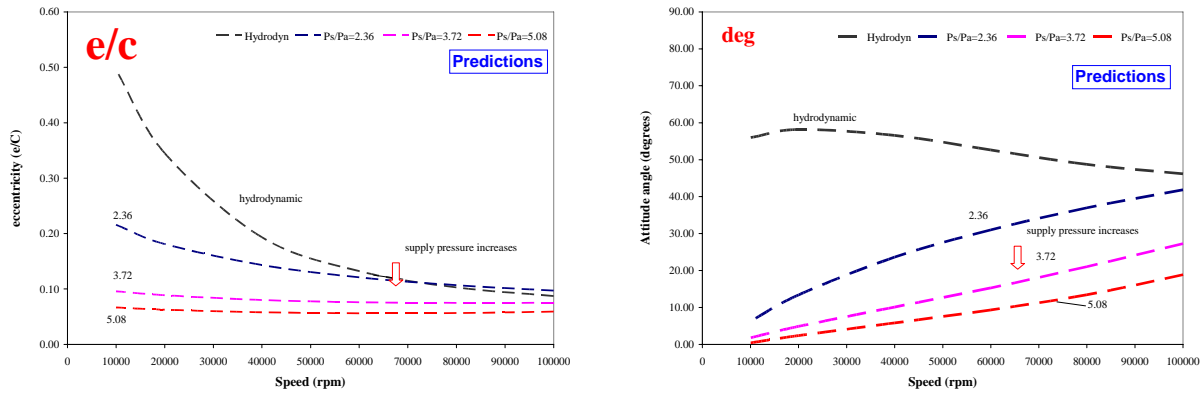 e/c
Hydrodyn Ps/Pa=2.36 Ps/Pa=3.72 Ps/Pa=5.08
Predictions
eccentricity (e/C)
0.60
0.50
0.40
0.30
0.20
0.10
0.00
hydrodynamic
2.36
supply pressure increases
3.72
5.08
0 10000 20000 30000 40000 50000 60000 70000 80000 90000 100000
Speed (rpm)
deg
Hydrodyn Ps/Pa=2.36 Ps/Pa=3.72 Ps/Pa=5.08
Predictions
Attitude angle (degrees)
90.00
80.00
70.00
60.00
50.00
40.00
30.00
20.00
10.00
0.00
hydrodynamic
2.36
supply pressure increases
3.72
5.08
0 10000 20000 30000 40000 50000 60000 70000 80000 90000 100000
Speed (rpm)